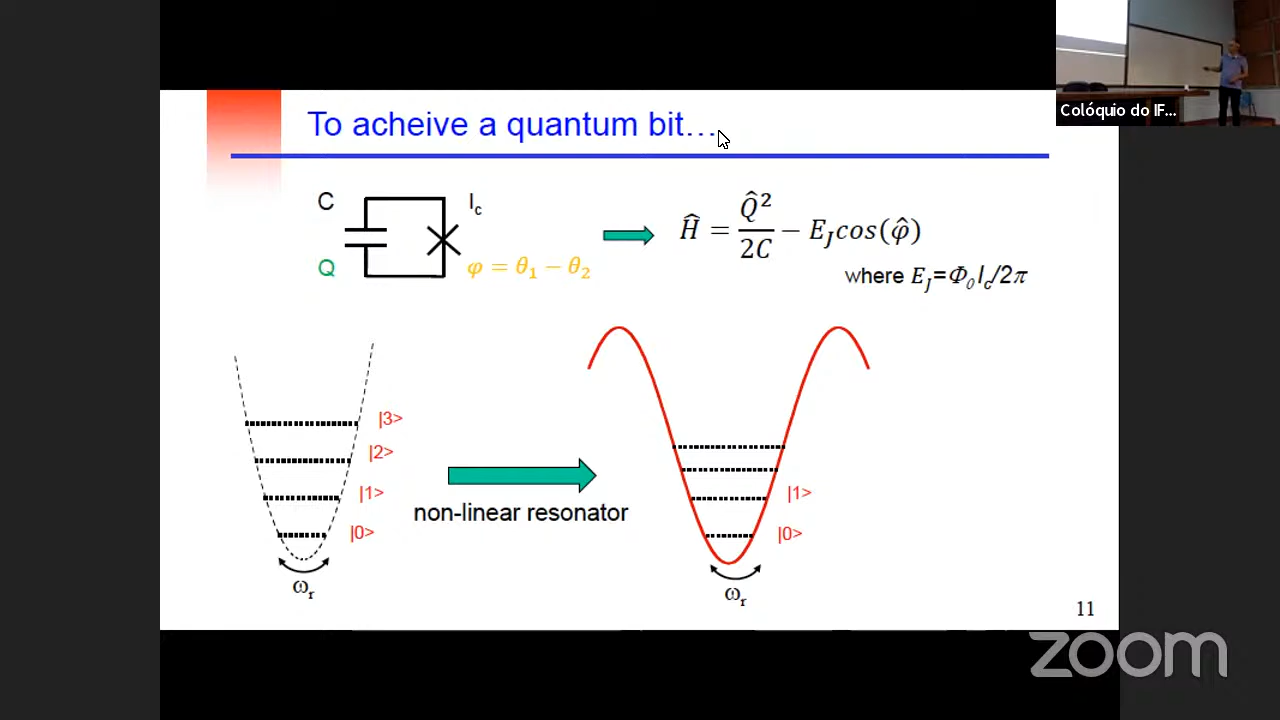 Colóquio do IF...
To acheive a quantum bit...
C
I_c
Ĥ = Q̂²/2C − E_J cos(φ̂)
Q
φ = θ₁ − θ₂
where E_J=Φ₀I_c/2π
|3>
|2>
|1>
|0>
ω_r
non-linear resonator
|1>
|0>
ω_r
11
zoom